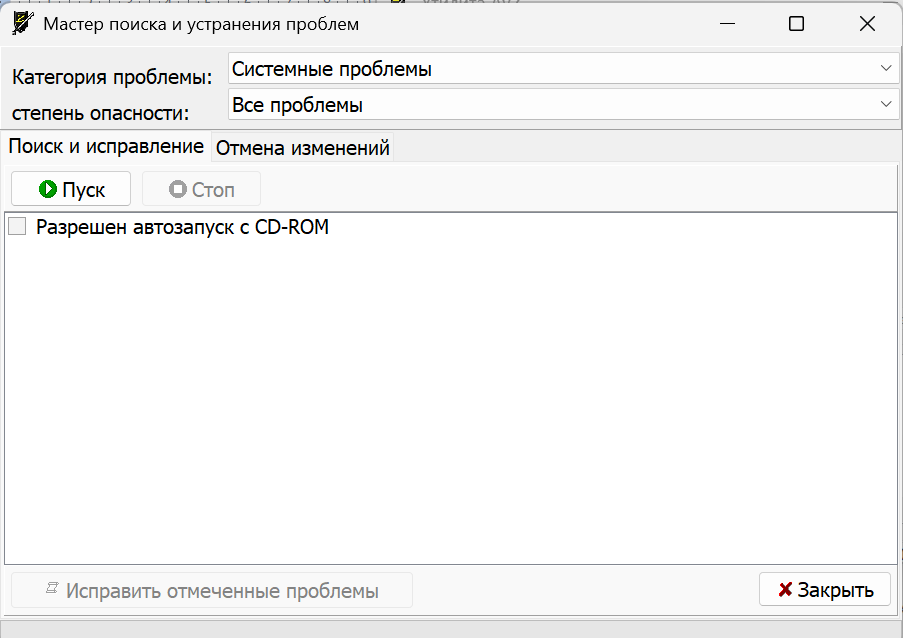 Мастер поиска и устранения проблем
Категория проблемы: Системные проблемы
степень опасности: Все проблемы
Поиск и исправление Отмена изменений
Пуск Стоп
Разрешен автозапуск с CD-ROM
Исправить отмеченные проблемы Закрыть